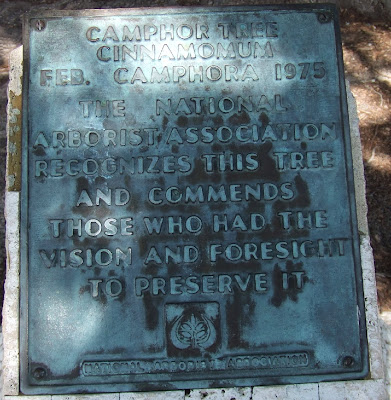 CAMPHOR TREE
CINNAMOMUM
FEB. CAMPHORA 1975
THE NATIONAL
ARBORIST ASSOCIATION
RECOGNIZES THIS TREE
AND COMMENDS
THOSE WHO HAD THE
VISION AND FORESIGHT
TO PRESERVE IT
NATIONAL ARBORIST ASSOCIATION